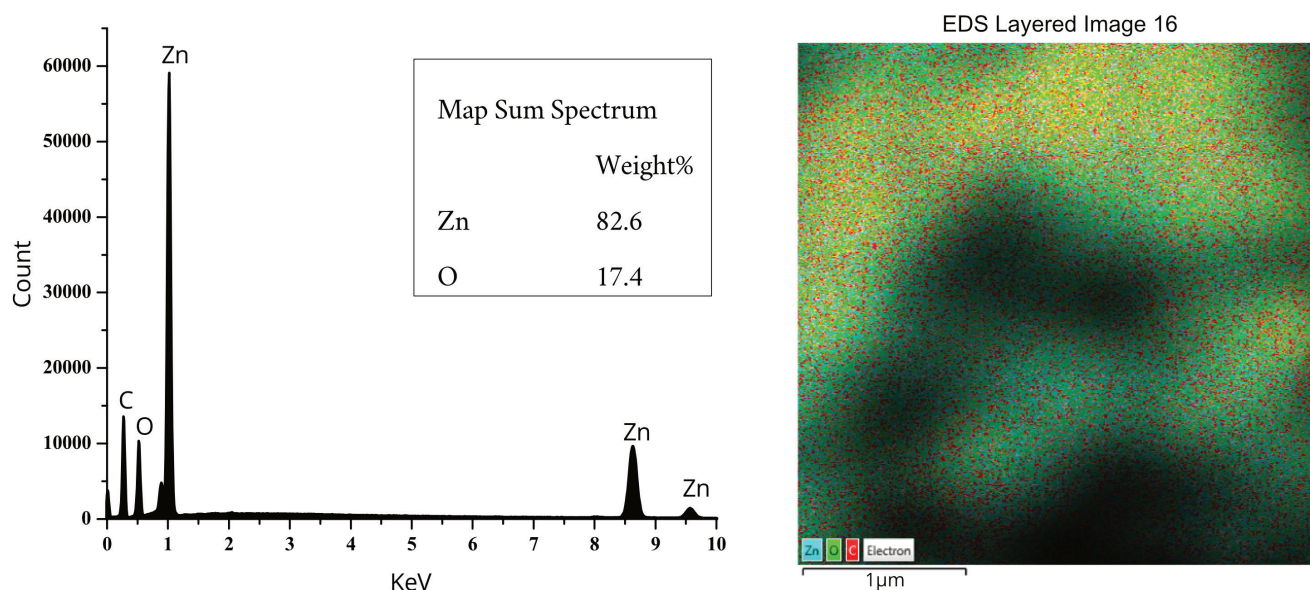 Zn
C
O
Zn
Zn
60000
50000
40000
30000
20000
10000
0
Count
0 1 2 3 4 5 6 7 8 9 10
KeV
Map Sum Spectrum
Weight%
Zn 82.6
O 17.4
EDS Layered Image 16
Zn O C Electron
1μm